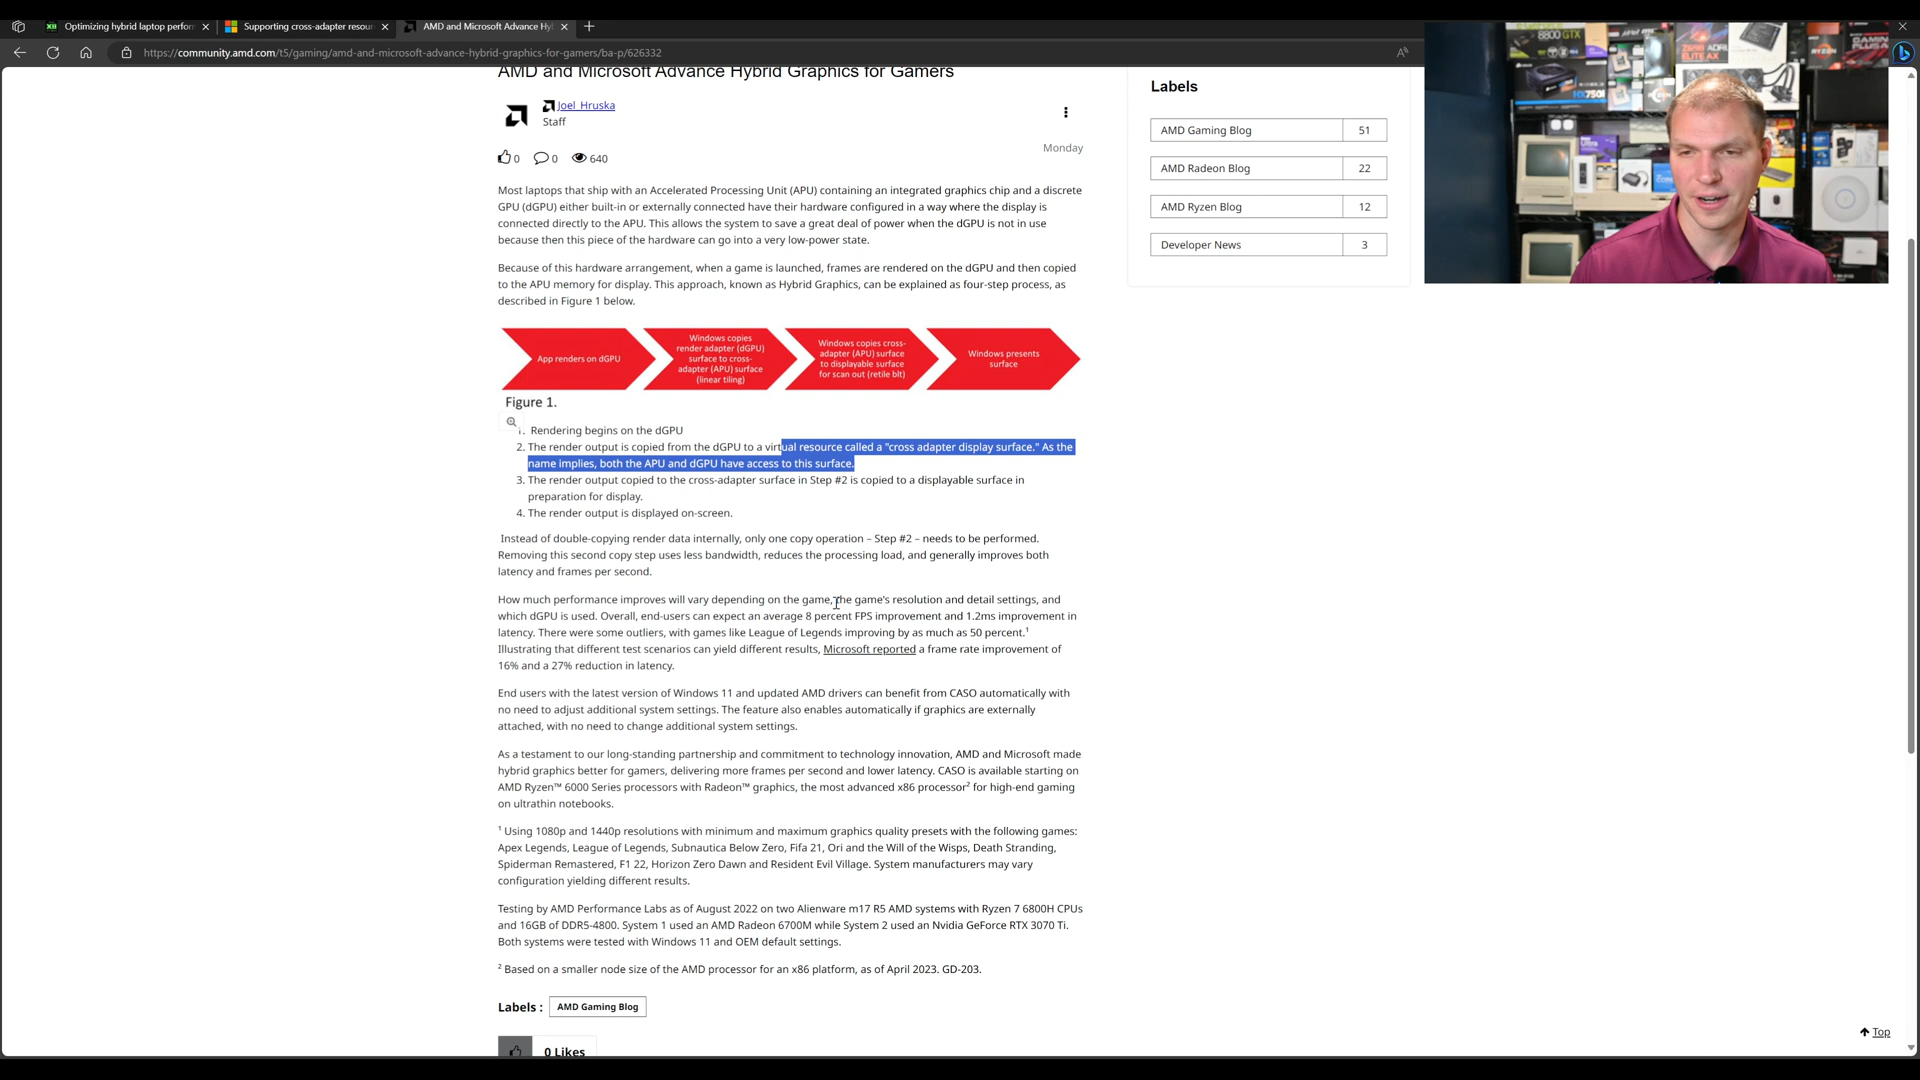 Optimizing hybrid laptop perfor
Supporting cross-adapter resour
AMD and Microsoft Advance Hy
https://community.amd.com/t5/gaming/amd-and-microsoft-advance-hybrid-graphics-for-gamers/ba-p/626332
AMD and Microsoft Advance Hybrid Graphics for Gamers
Joel_Hruska
Staff
0 0 640
Monday
Most laptops that ship with an Accelerated Processing Unit (APU) containing an integrated graphics chip and a discrete
GPU (dGPU) either built-in or externally connected have their hardware configured in a way where the display is
connected directly to the APU. This allows the system to save a great deal of power when the dGPU is not in use
because then this piece of the hardware can go into a very low-power state.
Because of this hardware arrangement, when a game is launched, frames are rendered on the dGPU and then copied
to the APU memory for display. This approach, known as Hybrid Graphics, can be explained as four-step process, as
described in Figure 1 below.
App renders on dGPU
Windows copies
render adapter (dGPU)
surface to cross-
adapter (APU) surface
(linear tiling)
Windows copies cross-
adapter (APU) surface
to displayable surface
for scan out (retile blt)
Windows presents
surface
Figure 1.
1. Rendering begins on the dGPU
2. The render output is copied from the dGPU to a virtual resource called a "cross adapter display surface." As the
name implies, both the APU and dGPU have access to this surface.
3. The render output copied to the cross-adapter surface in Step #2 is copied to a displayable surface in
preparation for display.
4. The render output is displayed on-screen.
Instead of double-copying render data internally, only one copy operation – Step #2 – needs to be performed.
Removing this second copy step uses less bandwidth, reduces the processing load, and generally improves both
latency and frames per second.
How much performance improves will vary depending on the game, the game's resolution and detail settings, and
which dGPU is used. Overall, end-users can expect an average 8 percent FPS improvement and 1.2ms improvement in
latency. There were some outliers, with games like League of Legends improving by as much as 50 percent.¹
Illustrating that different test scenarios can yield different results, Microsoft reported a frame rate improvement of
16% and a 27% reduction in latency.
End users with the latest version of Windows 11 and updated AMD drivers can benefit from CASO automatically with
no need to adjust additional system settings. The feature also enables automatically if graphics are externally
attached, with no need to change additional system settings.
As a testament to our long-standing partnership and commitment to technology innovation, AMD and Microsoft made
hybrid graphics better for gamers, delivering more frames per second and lower latency. CASO is available starting on
AMD Ryzen™ 6000 Series processors with Radeon™ graphics, the most advanced x86 processor² for high-end gaming
on ultrathin notebooks.
¹ Using 1080p and 1440p resolutions with minimum and maximum graphics quality presets with the following games:
Apex Legends, League of Legends, Subnautica Below Zero, Fifa 21, Ori and the Will of the Wisps, Death Stranding,
Spiderman Remastered, F1 22, Horizon Zero Dawn and Resident Evil Village. System manufacturers may vary
configuration yielding different results.
Testing by AMD Performance Labs as of August 2022 on two Alienware m17 R5 AMD systems with Ryzen 7 6800H CPUs
and 16GB of DDR5-4800. System 1 used an AMD Radeon 6700M while System 2 used an Nvidia GeForce RTX 3070 Ti.
Both systems were tested with Windows 11 and OEM default settings.
² Based on a smaller node size of the AMD processor for an x86 platform, as of April 2023. GD-203.
Labels : AMD Gaming Blog
0 Likes
Labels
AMD Gaming Blog 51
AMD Radeon Blog 22
AMD Ryzen Blog 12
Developer News 3
8800 GTX
HX750i
ELITE AX
RYZEN
Top